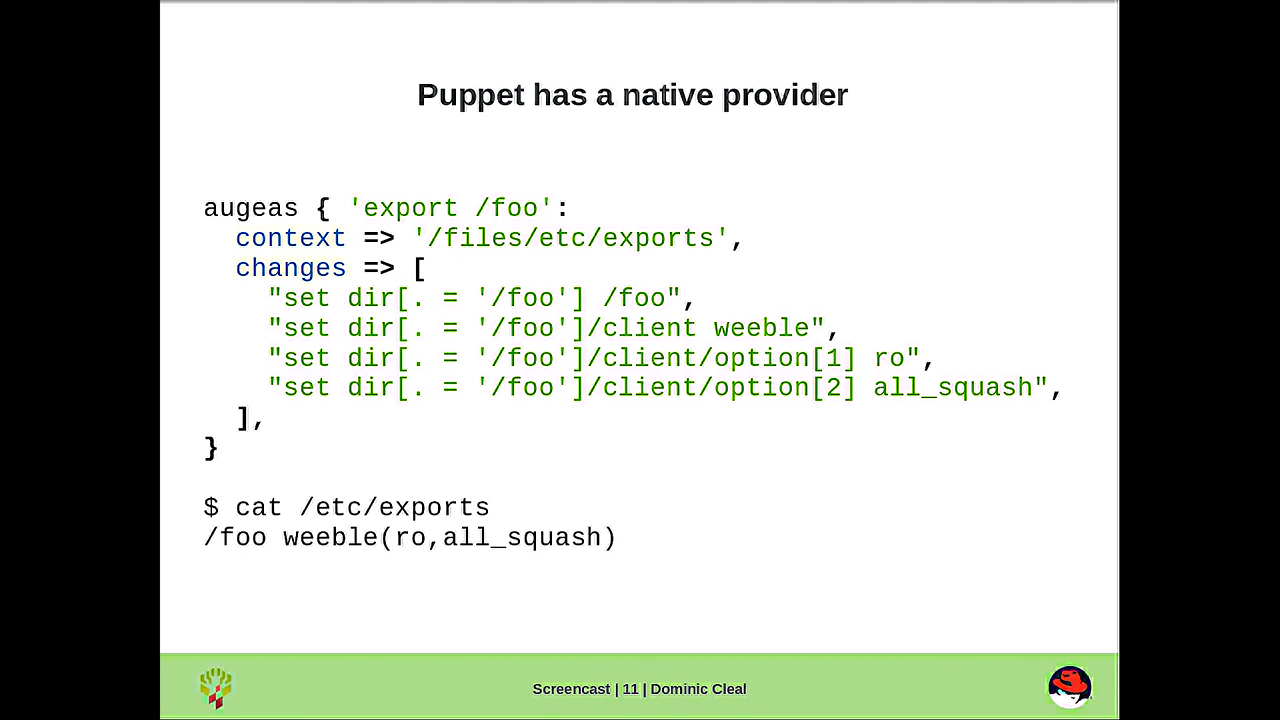 Puppet has a native provider
augeas { 'export /foo':
  context => '/files/etc/exports',
  changes => [
    "set dir[. = '/foo'] /foo",
    "set dir[. = '/foo']/client weeble",
    "set dir[. = '/foo']/client/option[1] ro",
    "set dir[. = '/foo']/client/option[2] all_squash",
  ],
}
$ cat /etc/exports
/foo weeble(ro,all_squash)
Screencast | 11 | Dominic Cleal